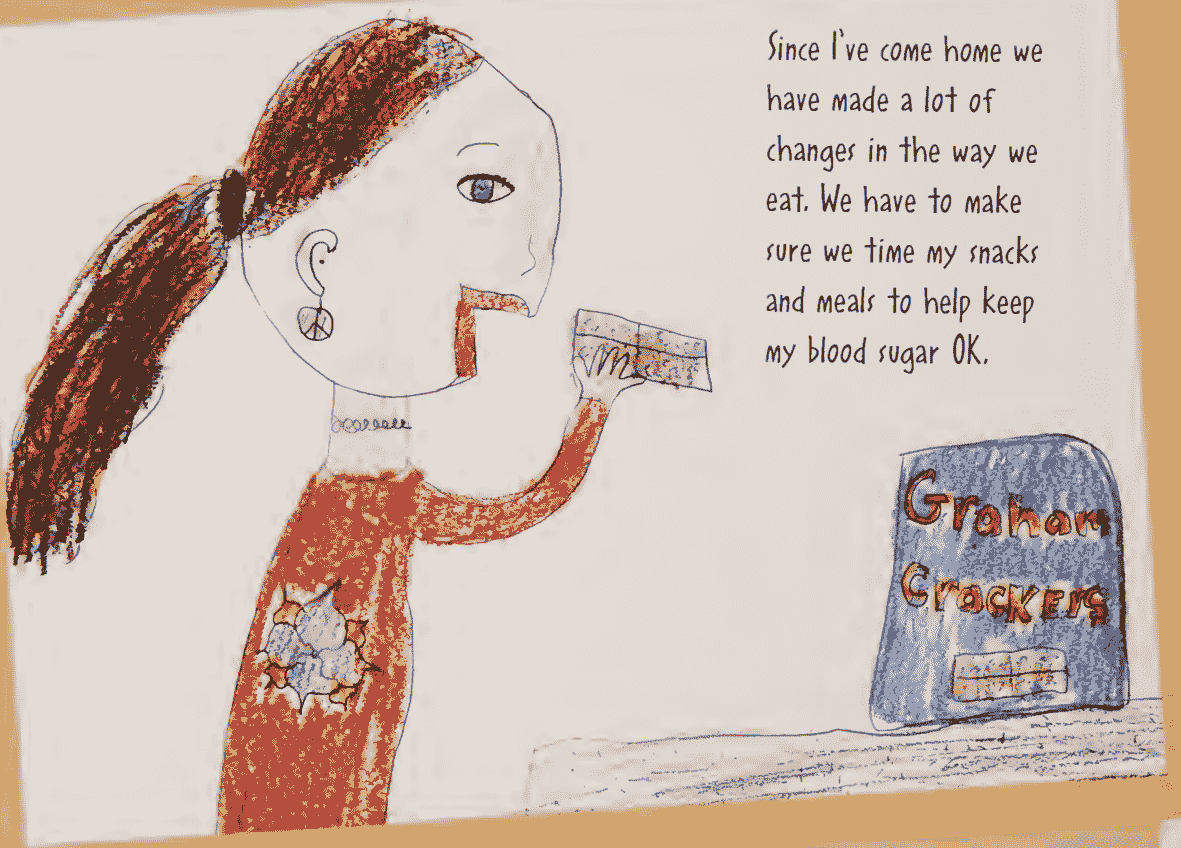 Since I've come home we
have made a lot of
changes in the way we
eat. We have to make
sure we time my snacks
and meals to help keep
my blood sugar OK.
Graham
Crackers